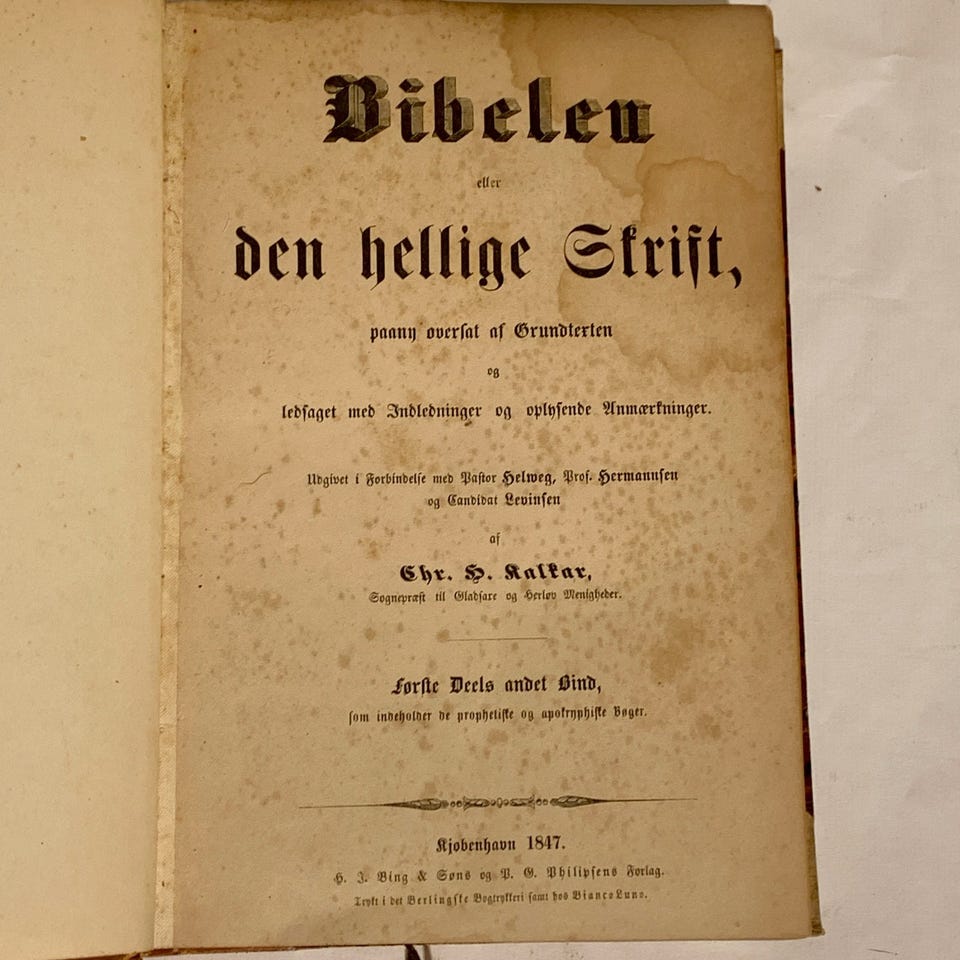 Bibelen
eller
den hellige Skrift,
paany oversat af Grundtexten
og
ledsaget med Indledninger og oplysende Anmærkninger.
Udgivet i Forbindelse med Pastor Helweg, Prof. Hermannsen
og Candidat Levinsen
af
Chr. H. Kalkar,
Sognepræst til Gladsaxe og Herløv Menigheder.
Første Deels andet Bind,
som indeholder de prophetiske og apokryphiske Bøger.
Kjøbenhavn 1847.
H. I. Bing & Søns og P. G. Philipsens Forlag.
Trykt i det Berlingske Bogtrykkeri samt hos Bianco Luno.